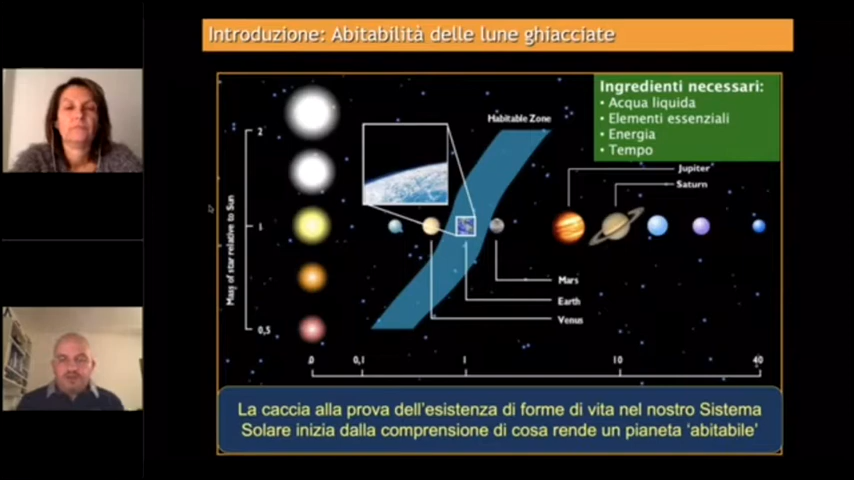 Introduzione: Abitabilità delle lune ghiacciate
Ingredienti necessari:
• Acqua liquida
• Elementi essenziali
• Energia
• Tempo
Habitable Zone
Jupiter
Saturn
Mass of star relative to Sun
2
1
0,5
Mars
Earth
Venus
0
0,1
1
10
40
La caccia alla prova dell'esistenza di forme di vita nel nostro Sistema
Solare inizia dalla comprensione di cosa rende un pianeta 'abitabile'